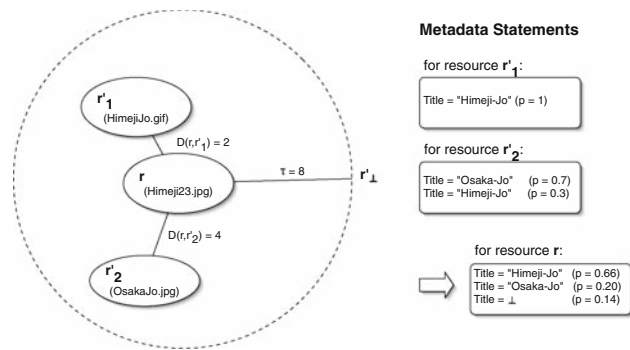 Metadata Statements
r'1
(HimejiJo.gif)
D(r,r'1) = 2
r
(Himeji23.jpg)
τ = 8
r'⊥
D(r,r'2) = 4
r'2
(OsakaJo.jpg)
for resource r'1:
Title = "Himeji-Jo" (p = 1)
for resource r'2:
Title = "Osaka-Jo" (p = 0.7)
Title = "Himeji-Jo" (p = 0.3)
for resource r:
Title = "Himeji-Jo" (p = 0.66)
Title = "Osaka-Jo" (p = 0.20)
Title = ⊥ (p = 0.14)